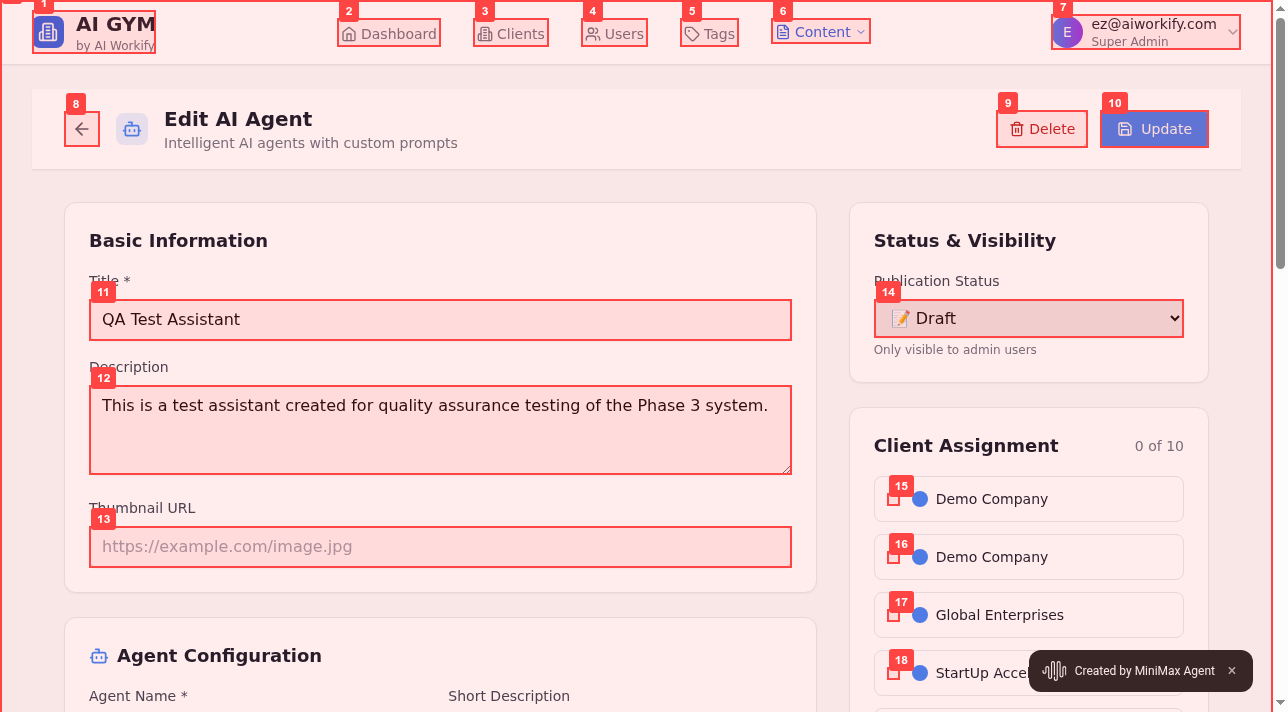 1
AI GYM
by AI Workify
2
Dashboard
3
Clients
4
Users
5
Tags
6
Content
7
E
ez@aiworkify.com
Super Admin
8
Edit AI Agent
Intelligent AI agents with custom prompts
9
Delete
10
Update
Basic Information
Title *
11
QA Test Assistant
Description
12
This is a test assistant created for quality assurance testing of the Phase 3 system.
Thumbnail URL
13
https://example.com/image.jpg
Agent Configuration
Agent Name *
Short Description
Status & Visibility
Publication Status
14
Draft
Only visible to admin users
Client Assignment
0 of 10
15
Demo Company
16
Demo Company
17
Global Enterprises
18
StartUp
Created by MiniMax Agent ×